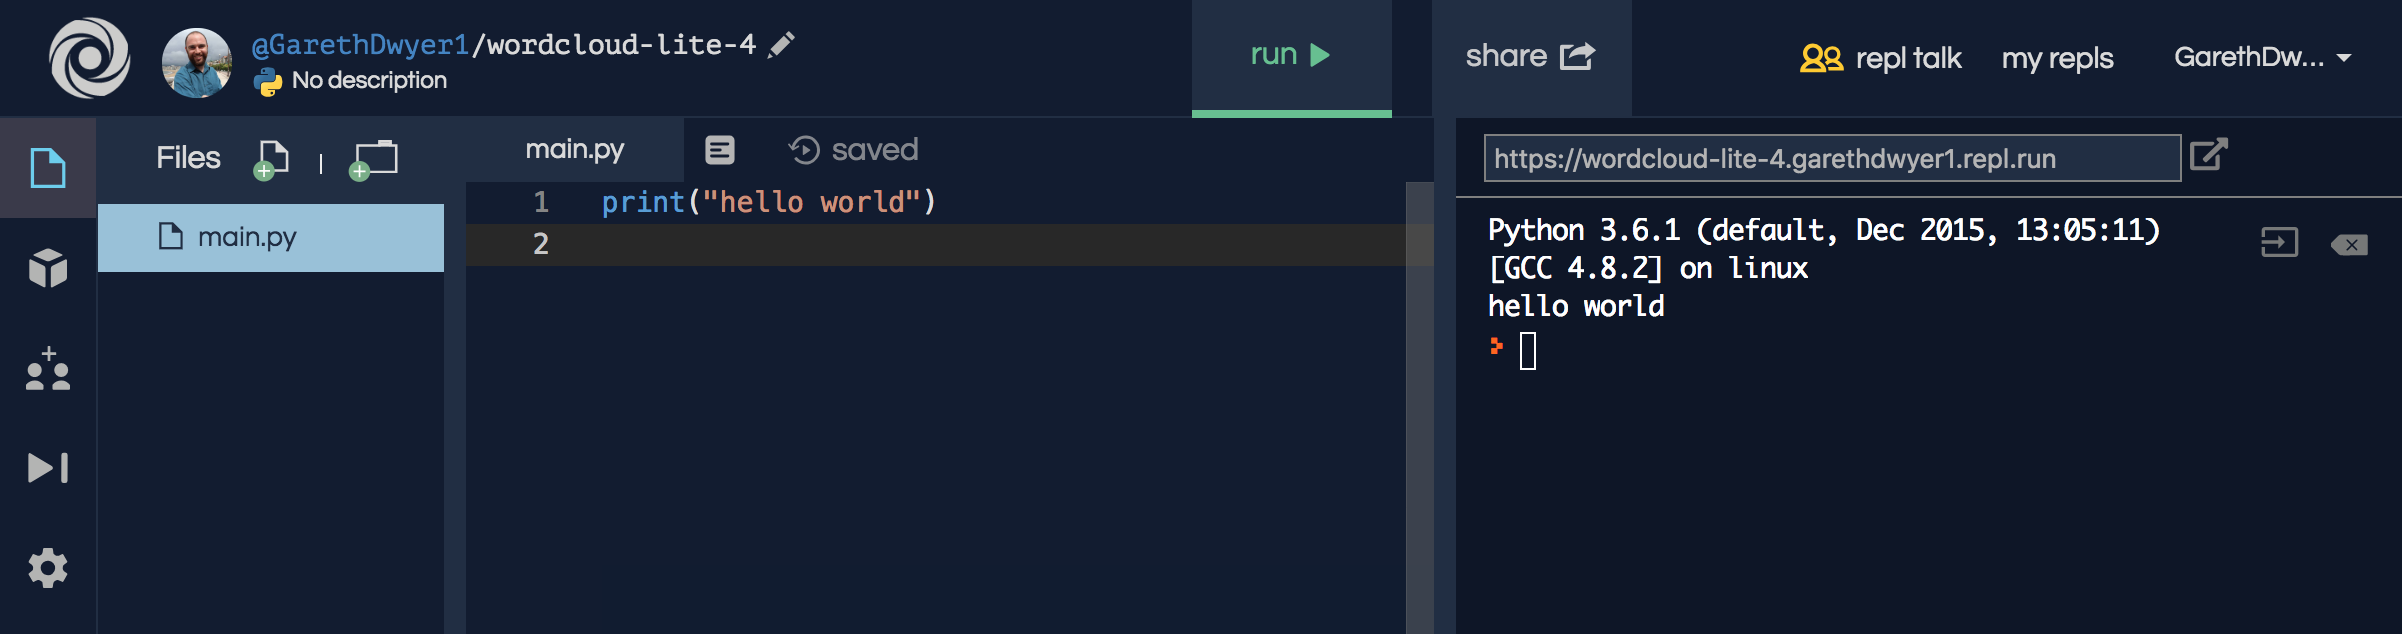 @GarethDwyer1/wordcloud-lite-4
No description
run
share
repl talk
my repls
GarethDw...
Files
main.py
main.py
saved
1 print("hello world")
2
https://wordcloud-lite-4.garethdwyer1.repl.run
Python 3.6.1 (default, Dec 2015, 13:05:11)
[GCC 4.8.2] on linux
hello world